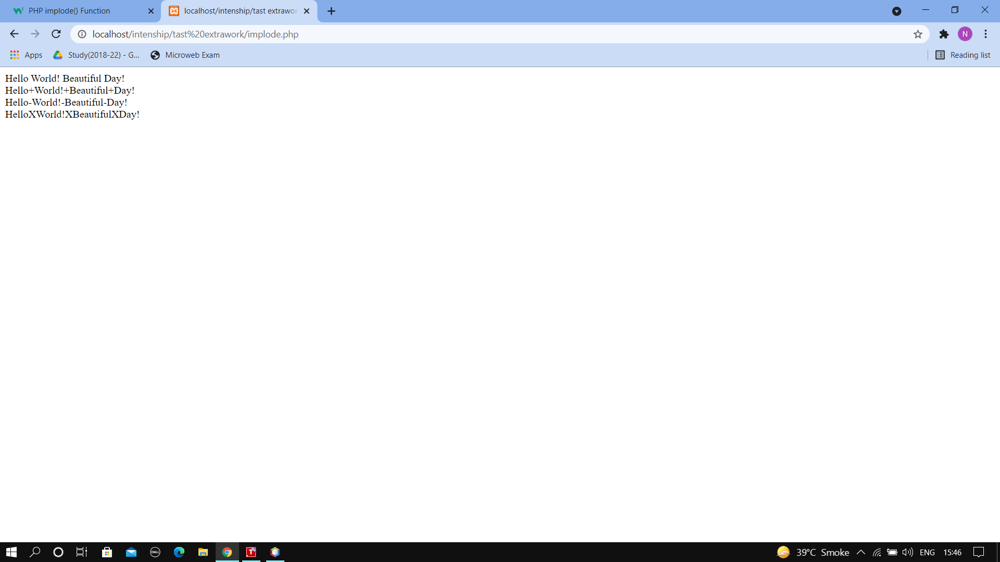 PHP implode() Function
localhost/intenship/tast extrawor
localhost/intenship/tast%20extrawork/implode.php
N
Apps
Study(2018-22) - G...
Microweb Exam
Reading list
Hello World! Beautiful Day!
Hello+World!+Beautiful+Day!
Hello-World!-Beautiful-Day!
HelloXWorld!XBeautifulXDay!
DELL
T
39°C Smoke
ENG
15:46